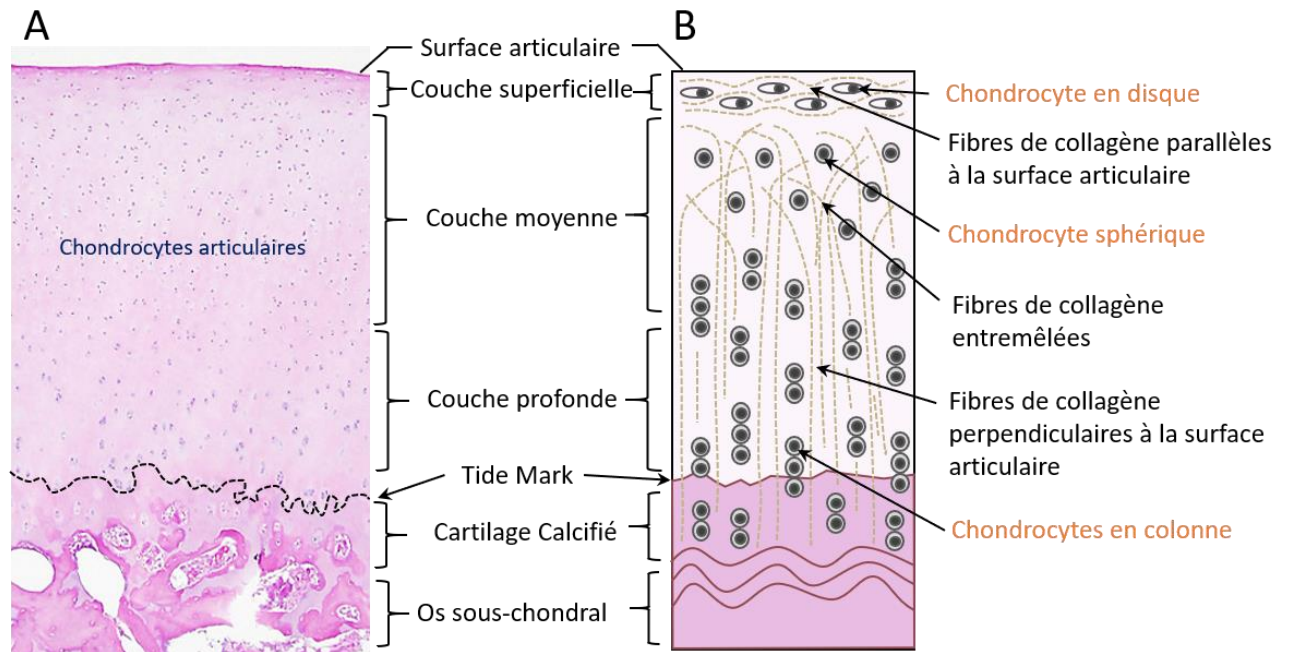 A
B
Surface articulaire
Couche superficielle
Chondrocyte en disque
Fibres de collagène parallèles
à la surface articulaire
Couche moyenne
Chondrocytes articulaires
Chondrocyte sphérique
Fibres de collagène
entremêlées
Couche profonde
Fibres de collagène
perpendiculaires à la surface
articulaire
Tide Mark
Cartilage Calcifié
Chondrocytes en colonne
Os sous-chondral